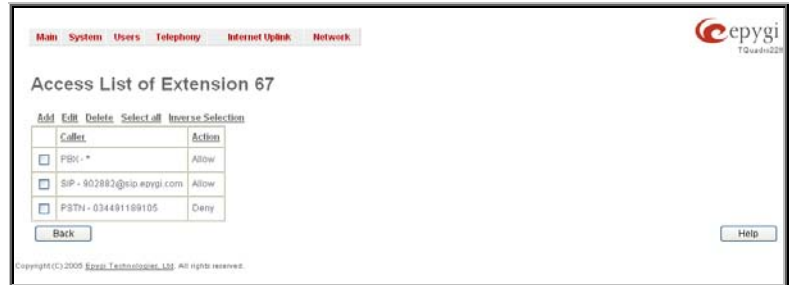 Main System Users Telephony Internet Uplink Network
epygi
Access List of Extension 67
Add Edit Delete Select all Inverse Selection
Caller Action
PBX - * Allow
SIP - 902882@sip.epygi.com Allow
PSTN - 034491189105 Deny
Back Help
Copyright (C) 2005 Epygi Technologies, Ltd. All rights reserved.